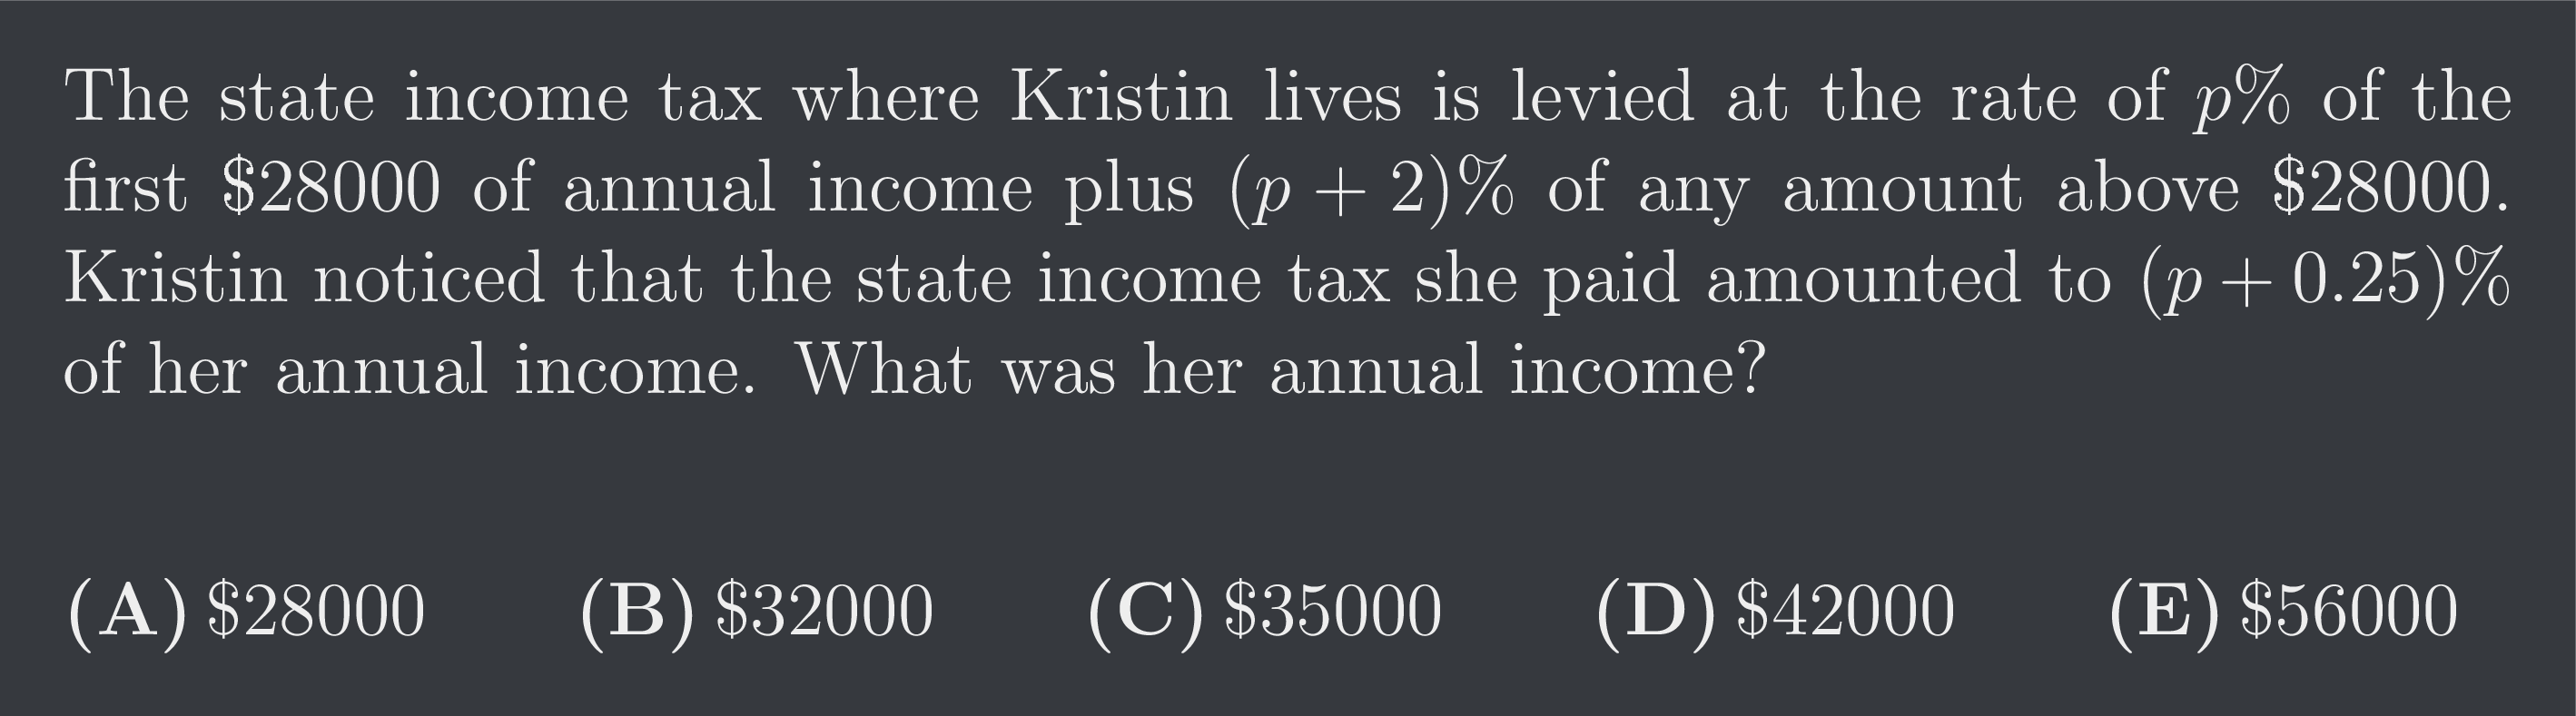 The state income tax where Kristin lives is levied at the rate of p% of the
first $28000 of annual income plus (p + 2)% of any amount above $28000.
Kristin noticed that the state income tax she paid amounted to (p + 0.25)%
of her annual income. What was her annual income?
(A) $28000 (B) $32000 (C) $35000 (D) $42000 (E) $56000